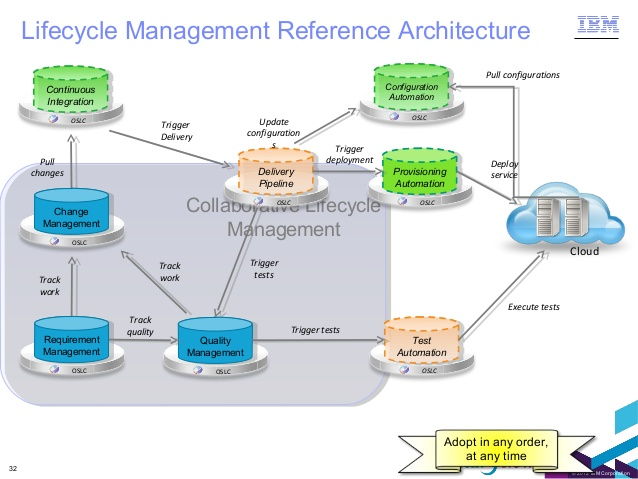 Lifecycle Management Reference Architecture
IBM
Continuous
Integration
OSLC
Trigger
Delivery
Update
configuration
s
Configuration
Automation
OSLC
Pull configurations
Pull
changes
Delivery
Pipeline
OSLC
Trigger
deployment
Provisioning
Automation
OSLC
Deploy
service
Cloud
Collaborative Lifecycle
Management
Change
Management
OSLC
Track
work
Track
work
Trigger
tests
Track
quality
Requirement
Management
OSLC
Quality
Management
OSLC
Trigger tests
Test
Automation
OSLC
Execute tests
Adopt in any order,
at any time
32
Corporation